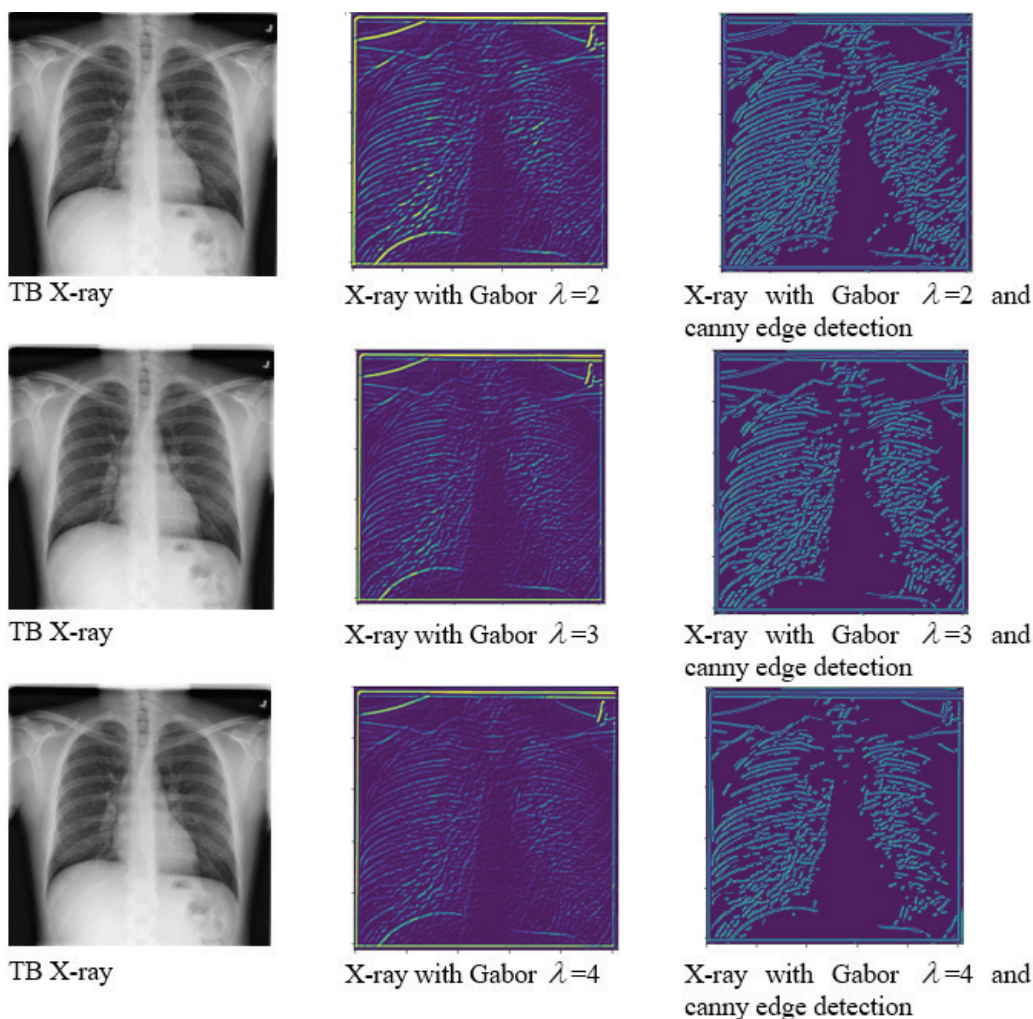 TB X-ray
X-ray with Gabor λ=2
X-ray with Gabor λ=2 and
canny edge detection
TB X-ray
X-ray with Gabor λ=3
X-ray with Gabor λ=3 and
canny edge detection
TB X-ray
X-ray with Gabor λ=4
X-ray with Gabor λ=4 and
canny edge detection